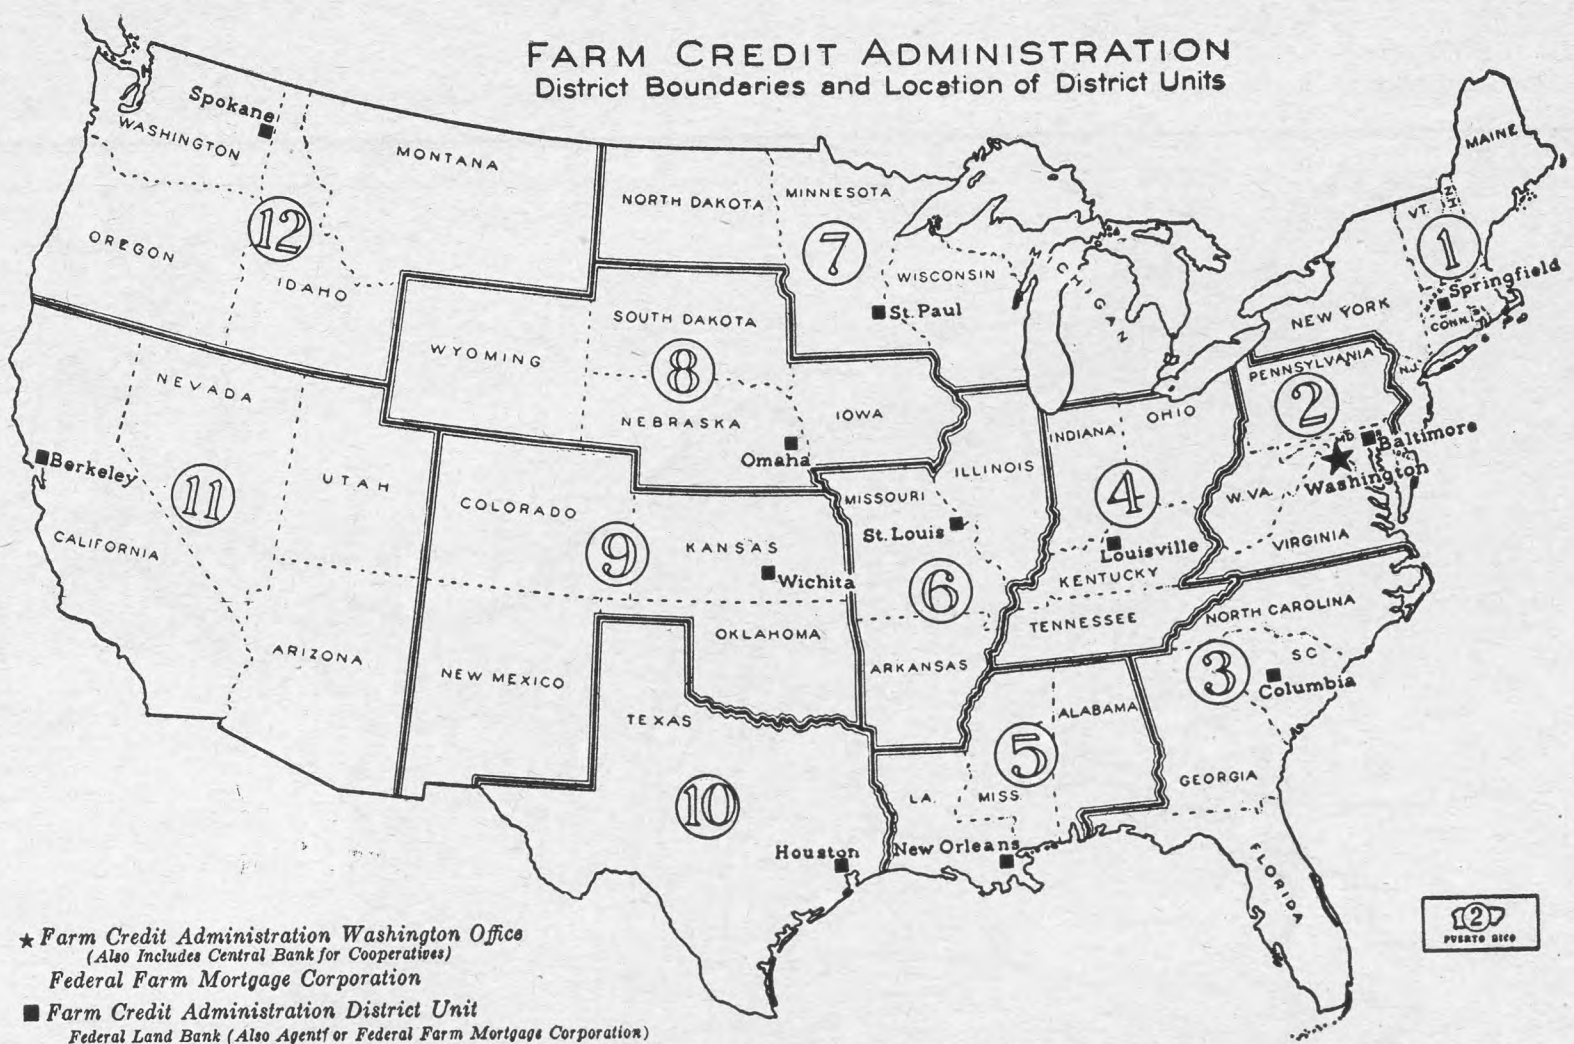 FARM CREDIT ADMINISTRATION
District Boundaries and Location of District Units
Spokane
WASHINGTON
MONTANA
12
OREGON
IDAHO
NORTH DAKOTA
MINNESOTA
7
WISCONSIN
MICHIGAN
St. Paul
MAINE
VT.
N.H.
1
Springfield
NEW YORK
CONN.
WYOMING
SOUTH DAKOTA
8
NEBRASKA
IOWA
Omaha
PENNSYLVANIA
N.J.
2
MD.
Baltimore
Washington
W. VA.
VIRGINIA
NEVADA
Berkeley
11
UTAH
CALIFORNIA
ARIZONA
COLORADO
9
KANSAS
Wichita
OKLAHOMA
NEW MEXICO
ILLINOIS
MISSOURI
St. Louis
6
ARKANSAS
INDIANA
OHIO
4
Louisville
KENTUCKY
TENNESSEE
NORTH CAROLINA
3
S C
Columbia
GEORGIA
FLORIDA
TEXAS
10
Houston
LA.
MISS.
5
ALABAMA
New Orleans
2
PUERTO RICO
★ Farm Credit Administration Washington Office
(Also Includes Central Bank for Cooperatives)
Federal Farm Mortgage Corporation
■ Farm Credit Administration District Unit
Federal Land Bank (Also Agentf or Federal Farm Mortgage Corporation)